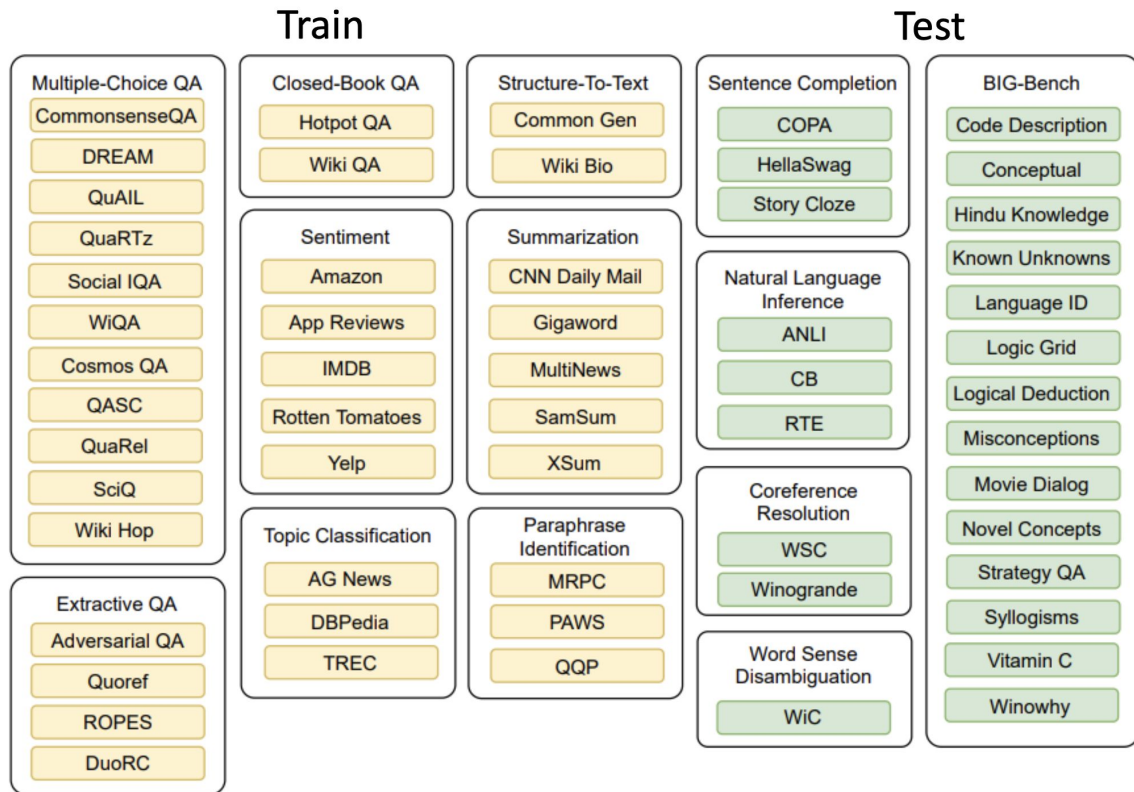 Train
Test
Multiple-Choice QA
CommonsenseQA
DREAM
QuAIL
QuaRTz
Social IQA
WiQA
Cosmos QA
QASC
QuaRel
SciQ
Wiki Hop
Extractive QA
Adversarial QA
Quoref
ROPES
DuoRC
Closed-Book QA
Hotpot QA
Wiki QA
Sentiment
Amazon
App Reviews
IMDB
Rotten Tomatoes
Yelp
Topic Classification
AG News
DBPedia
TREC
Structure-To-Text
Common Gen
Wiki Bio
Summarization
CNN Daily Mail
Gigaword
MultiNews
SamSum
XSum
Paraphrase
Identification
MRPC
PAWS
QQP
Sentence Completion
COPA
HellaSwag
Story Cloze
Natural Language
Inference
ANLI
CB
RTE
Coreference
Resolution
WSC
Winogrande
Word Sense
Disambiguation
WiC
BIG-Bench
Code Description
Conceptual
Hindu Knowledge
Known Unknowns
Language ID
Logic Grid
Logical Deduction
Misconceptions
Movie Dialog
Novel Concepts
Strategy QA
Syllogisms
Vitamin C
Winowhy